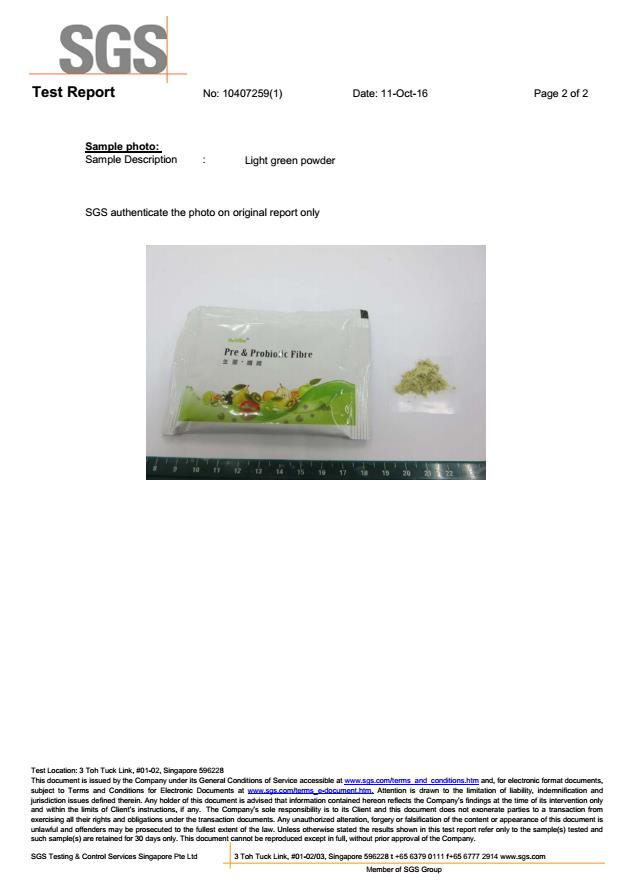 SGS
Test Report No: 10407259(1) Date: 11-Oct-16 Page 2 of 2
Sample photo:
Sample Description : Light green powder
SGS authenticate the photo on original report only
Pre & Probiotic Fibre
8 9 10 11 12 13 14 15 16 17 18 19 20 21 22
Test Location: 3 Toh Tuck Link, #01-02, Singapore 596228
This document is issued by the Company under its General Conditions of Service accessible at www.sgs.com/terms_and_conditions.htm and, for electronic format documents,
subject to Terms and Conditions for Electronic Documents at www.sgs.com/terms_e-document.htm. Attention is drawn to the limitation of liability, indemnification and
jurisdiction issues defined therein. Any holder of this document is advised that information contained hereon reflects the Company's findings at the time of its intervention only
and within the limits of Client's instructions, if any. The Company's sole responsibility is to its Client and this document does not exonerate parties to a transaction from
exercising all their rights and obligations under the transaction documents. Any unauthorized alteration, forgery or falsification of the content or appearance of this document is
unlawful and offenders may be prosecuted to the fullest extent of the law. Unless otherwise stated the results shown in this test report refer only to the sample(s) tested and
such sample(s) are retained for 30 days only. This document cannot be reproduced except in full, without prior approval of the Company.
SGS Testing & Control Services Singapore Pte Ltd 3 Toh Tuck Link, #01-02/03, Singapore 596228 t +65 6379 0111 f+65 6777 2914 www.sgs.com
Member of SGS Group